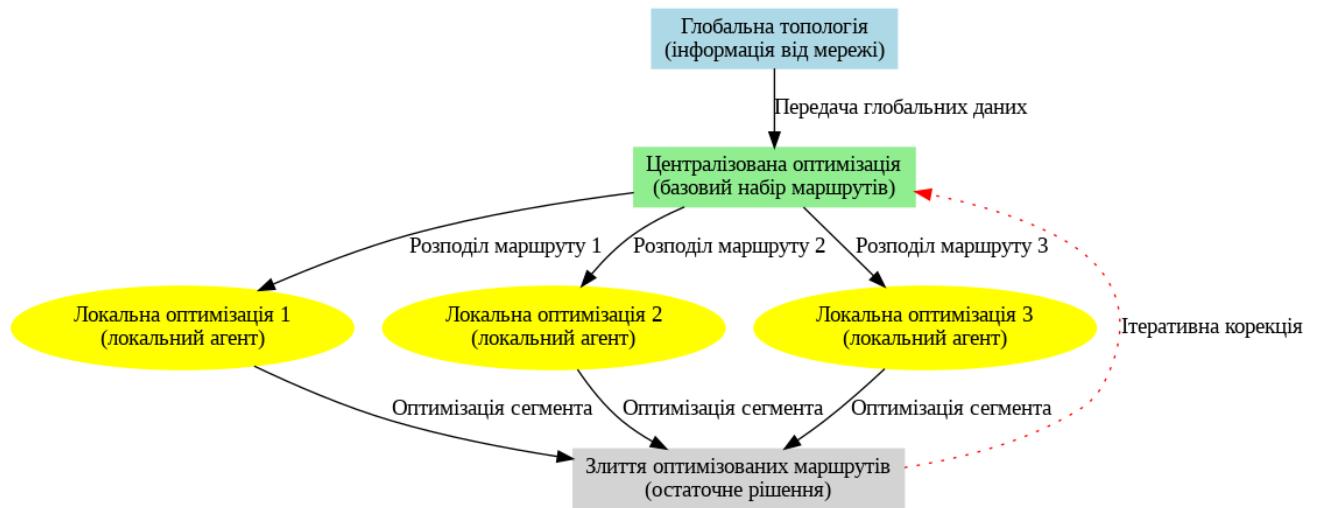 Глобальна топологія
(інформація від мережі)
Передача глобальних даних
Централізована оптимізація
(базовий набір маршрутів)
Розподіл маршруту 1
Розподіл маршруту 2
Розподіл маршруту 3
Локальна оптимізація 1
(локальний агент)
Локальна оптимізація 2
(локальний агент)
Локальна оптимізація 3
(локальний агент)
Ітеративна корекція
Оптимізація сегмента
Оптимізація сегмента
Оптимізація сегмента
Злиття оптимізованих маршрутів
(остаточне рішення)